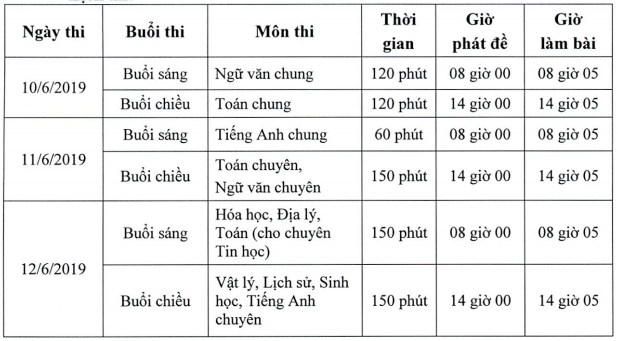 Ngày thi Buổi thi Môn thi Thời gian Giờ phát đề Giờ làm bài
10/6/2019 Buổi sáng Ngữ văn chung 120 phút 08 giờ 00 08 giờ 05
Buổi chiều Toán chung 120 phút 14 giờ 00 14 giờ 05
11/6/2019 Buổi sáng Tiếng Anh chung 60 phút 08 giờ 00 08 giờ 05
Buổi chiều Toán chuyên, Ngữ văn chuyên 150 phút 14 giờ 00 14 giờ 05
12/6/2019 Buổi sáng Hóa học, Địa lý, Toán (cho chuyên Tin học) 150 phút 08 giờ 00 08 giờ 05
Buổi chiều Vật lý, Lịch sử, Sinh học, Tiếng Anh chuyên 150 phút 14 giờ 00 14 giờ 05